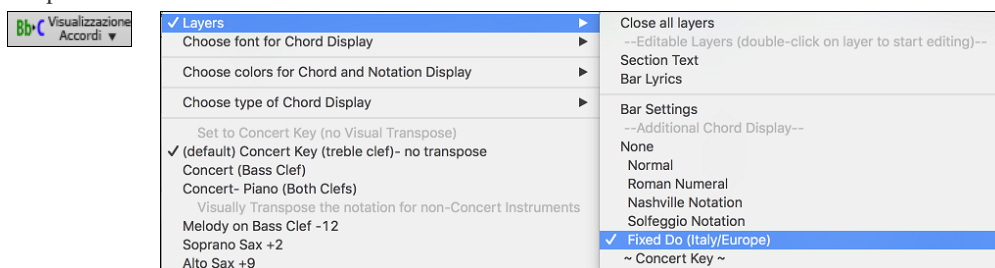 Bb•C Visualizzazione
Accordi ▼
✓ Layers ▶
Choose font for Chord Display ▶
Choose colors for Chord and Notation Display ▶
Choose type of Chord Display ▶
Set to Concert Key (no Visual Transpose)
✓ (default) Concert Key (treble clef)- no transpose
Concert (Bass Clef)
Concert- Piano (Both Clefs)
Visually Transpose the notation for non-Concert Instruments
Melody on Bass Clef -12
Soprano Sax +2
Alto Sax +9
Close all layers
--Editable Layers (double-click on layer to start editing)--
Section Text
Bar Lyrics
Bar Settings
--Additional Chord Display--
None
Normal
Roman Numeral
Nashville Notation
Solfeggio Notation
✓ Fixed Do (Italy/Europe)
~ Concert Key ~